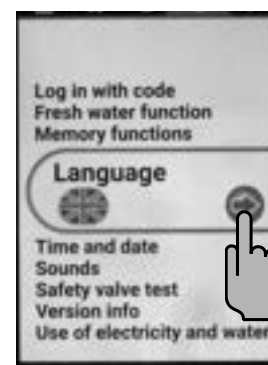 Log in with code
Fresh water function
Memory functions
Language
Time and date
Sounds
Safety valve test
Version info
Use of electricity and water